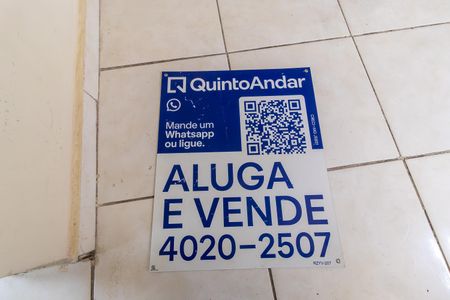 QuintoAndar
Mande um
Whatsapp
ou ligue.
ALUGA
E VENDE
4020-2507